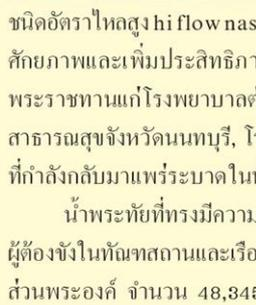 ชนิดอัตราไหลสูง hi flow nas
ศักยภาพและเพิ่มประสิทธิภา
พระราชทานแก่โรงพยาบาลต
สาธารณสุขจังหวัดนนทบุรี, โ
ที่กำลังกลับมาแพร่ระบาดใน
น้ำพระทัยที่ทรงมีความ
ผู้ต้องขังในทัณฑสถานและเรือ
ส่วนพระองค์ จำนวน 48,345